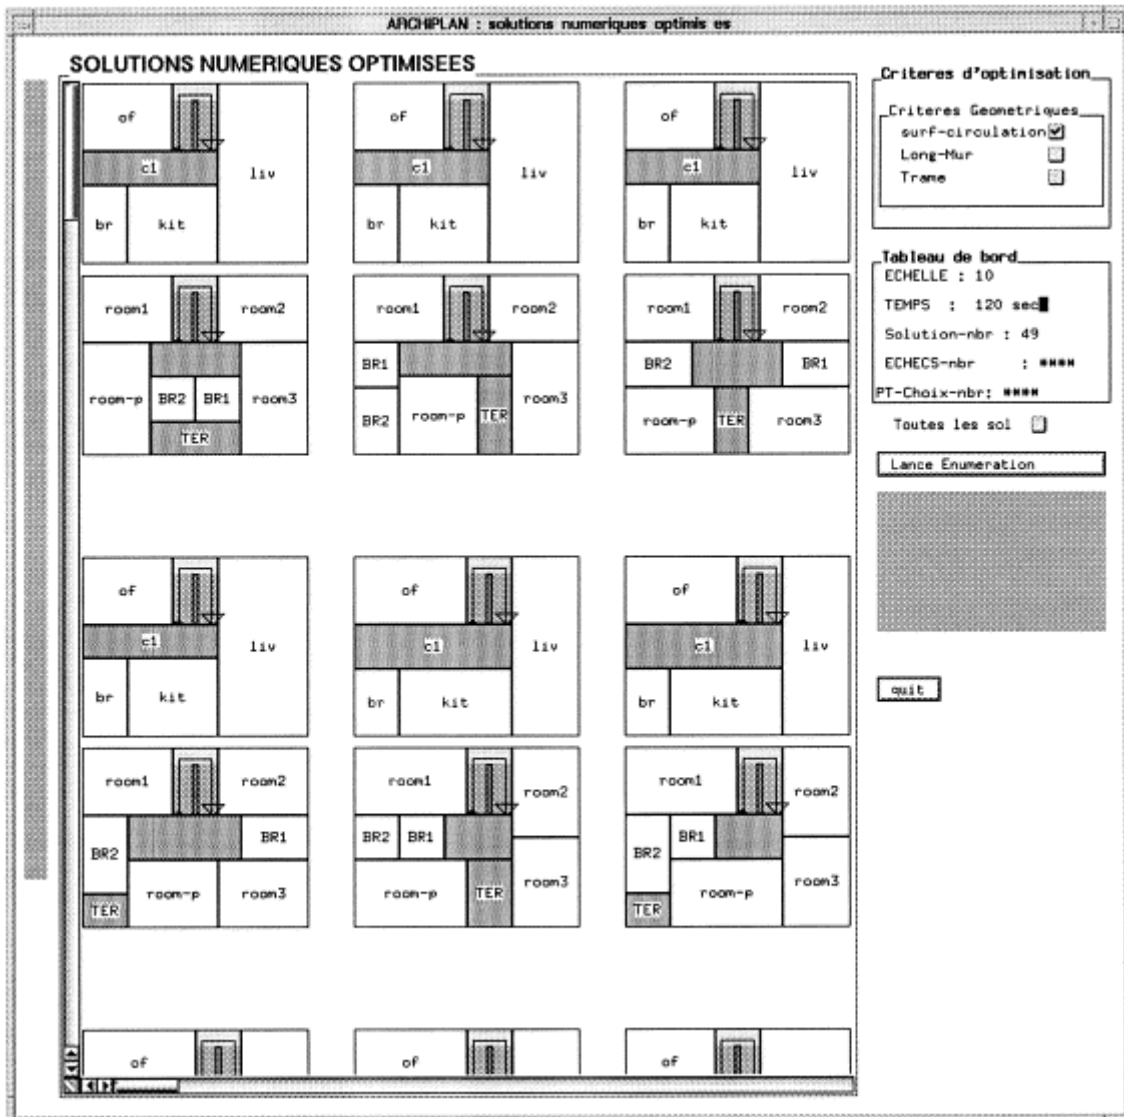 ARCHIPLAN : solutions numeriques optimis es
SOLUTIONS NUMERIQUES OPTIMISEES
of
c1
liv
br
kit
of
c1
liv
br
kit
of
c1
liv
br
kit
room1
room2
room-p
BR2
BR1
room3
TER
room1
room2
BR1
BR2
room-p
TER
room3
room1
room2
BR2
BR1
room-p
TER
room3
of
c1
liv
br
kit
of
c1
liv
br
kit
of
c1
liv
br
kit
room1
room2
BR2
BR1
room-p
room3
TER
room1
room2
BR2
BR1
room-p
TER
room3
room1
room2
BR2
BR1
room-p
room3
TER
of
of
of
Criteres d'optimisation
Criteres Geometriques
surf-circulation
Long-Mur
Trame
Tableau de bord
ECHELLE : 10
TEMPS : 120 sec
Solution-nbr : 49
ECHECS-nbr : ****
PT-Choix-nbr: ****
Toutes les sol
Lance Enumeration
quit